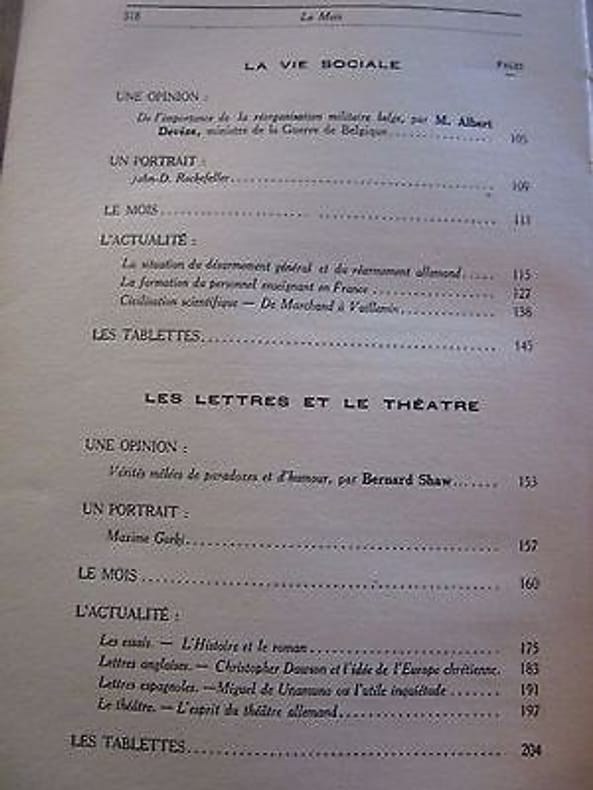 318 Le Mois
LA VIE SOCIALE PAGES
UNE OPINION :
De l'importance de la réorganisation militaire belge, par M. Albert
Devèze, ministre de la Guerre de Belgique 105
UN PORTRAIT :
John-D. Rockefeller 109
LE MOIS 111
L'ACTUALITÉ :
La situation du désarmement général et du réarmement allemand 115
La formation du personnel enseignant en France 127
Civilisation scientifique — De Marchand à Vuillemin 138
LES TABLETTES 145
LES LETTRES ET LE THÉATRE
UNE OPINION :
Vérités mêlées de paradoxes et d'humour, par Bernard Shaw 153
UN PORTRAIT :
Maxime Gorki 157
LE MOIS 160
L'ACTUALITÉ :
Les essais. — L'Histoire et le roman 175
Lettres anglaises. — Christopher Dawson et l'idée de l'Europe chrétienne. 183
Lettres espagnoles. — Miguel de Unamuno ou l'utile inquiétude 191
Le théâtre. — L'esprit du théâtre allemand 197
LES TABLETTES 204